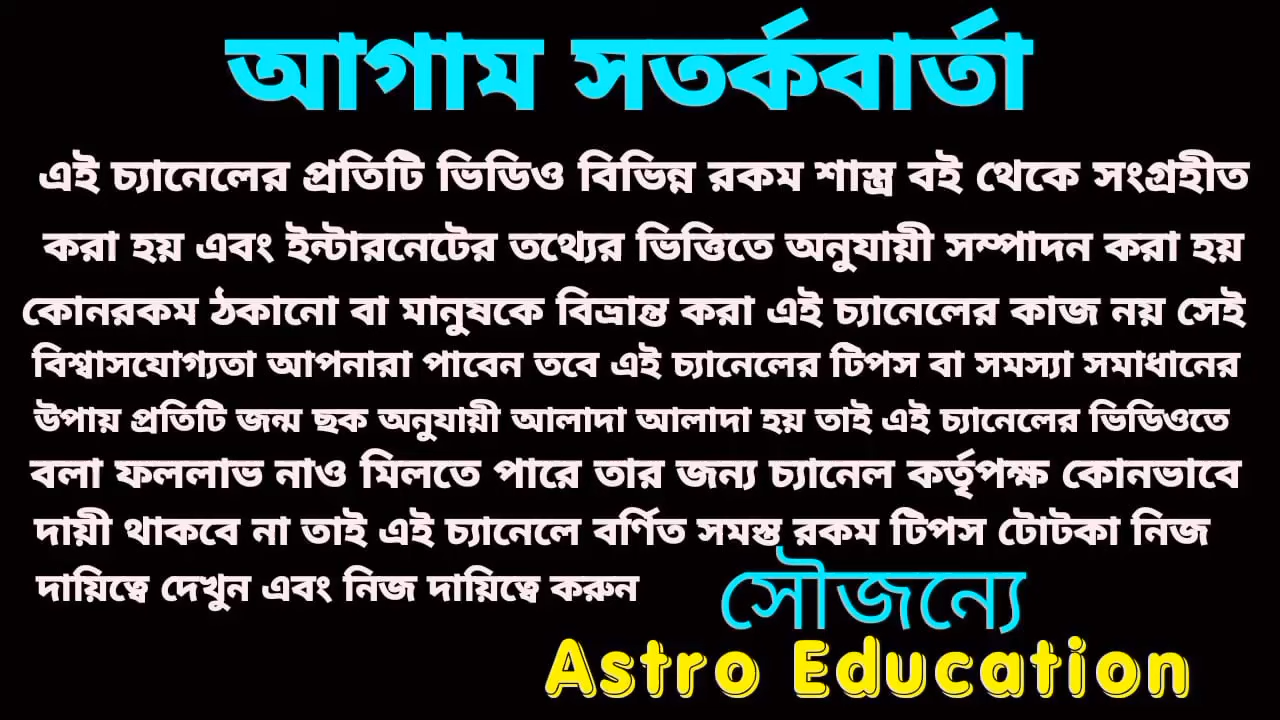 আগাম সতর্কবার্তা
এই চ্যানেলের প্রতিটি ভিডিও বিভিন্ন রকম শাস্ত্র বই থেকে সংগ্রহীত
করা হয় এবং ইন্টারনেটের তথ্যের ভিত্তিতে অনুযায়ী সম্পাদন করা হয়
কোনরকম ঠকানো বা মানুষকে বিভ্রান্ত করা এই চ্যানেলের কাজ নয় সেই
বিশ্বাসযোগ্যতা আপনারা পাবেন তবে এই চ্যানেলের টিপস বা সমস্যা সমাধানের
উপায় প্রতিটি জন্ম ছক অনুযায়ী আলাদা আলাদা হয় তাই এই চ্যানেলের ভিডিওতে
বলা ফললাভ নাও মিলতে পারে তার জন্য চ্যানেল কর্তৃপক্ষ কোনভাবে
দায়ী থাকবে না তাই এই চ্যানেলে বর্ণিত সমস্ত রকম টিপস টোটকা নিজ
দায়িত্বে দেখুন এবং নিজ দায়িত্বে করুন
সৌজন্যে
Astro Education